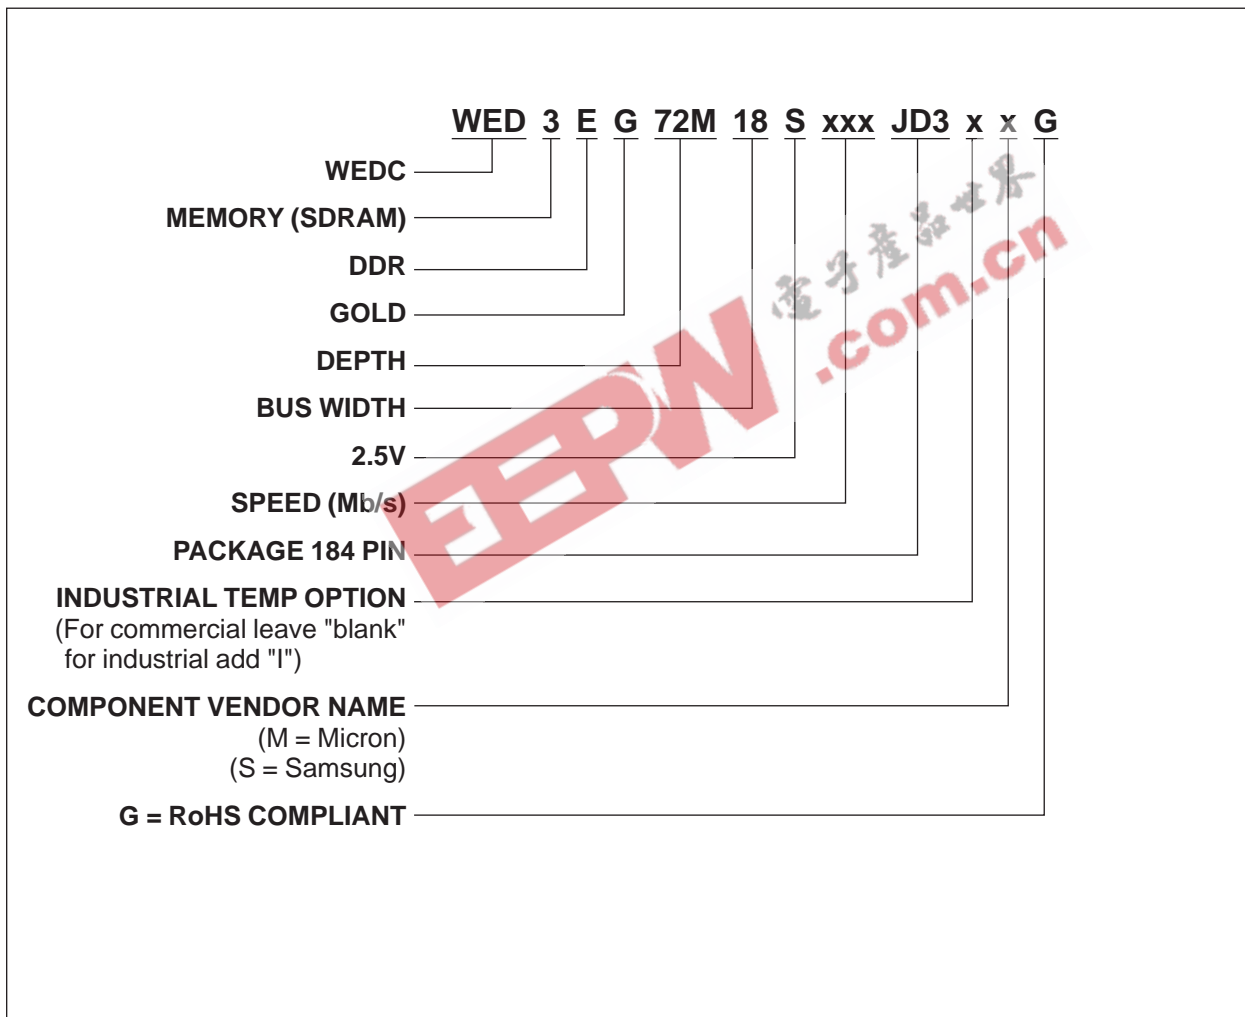 WED 3 E G 72M 18 S xxx JD3 x x G
WEDC
MEMORY (SDRAM)
DDR
GOLD
DEPTH
BUS WIDTH
2.5V
SPEED (Mb/s)
PACKAGE 184 PIN
INDUSTRIAL TEMP OPTION
(For commercial leave "blank"
for industrial add "I")
COMPONENT VENDOR NAME
(M = Micron)
(S = Samsung)
G = RoHS COMPLIANT
EEPW
電子產品世界
.com.cn